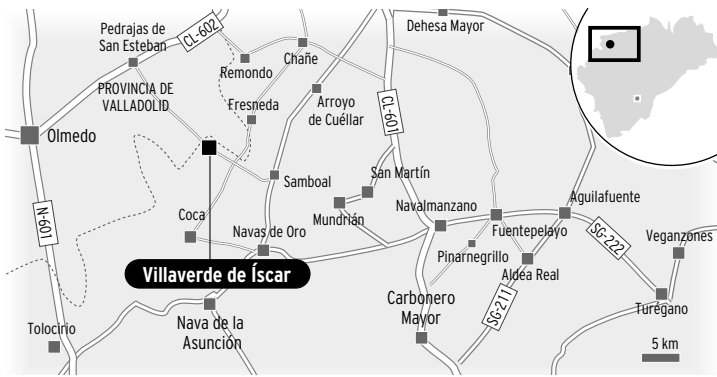 Pedrajas de
San Esteban
CL-602
Dehesa Mayor
Chañe
Remondo
PROVINCIA DE
VALLADOLID
Fresneda
Arroyo
de Cuéllar
CL-601
Olmedo
San Martín
Samboal
Aguilafuente
N-601
Coca
Mundrián
Navalmanzano
Navas de Oro
Fuentepelayo
SG-222
Veganzones
Pinarnegrillo
Villaverde de Íscar
Aldea Real
Carbonero
Mayor
SG-211
Turégano
Nava de la
Asunción
Tolocirio
5 km